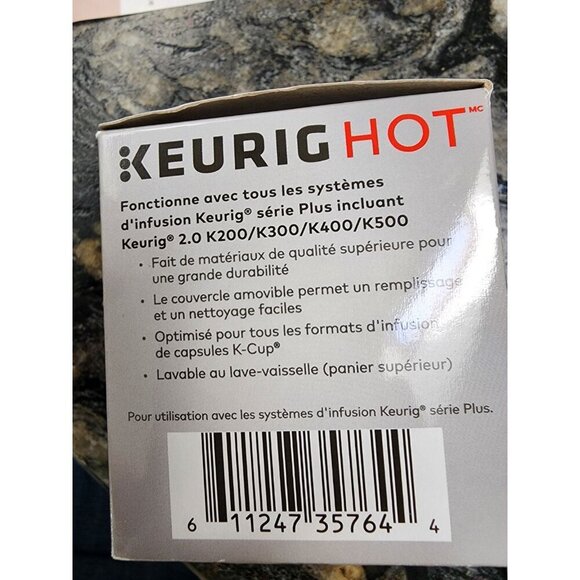 KEURIG HOT MC
Fonctionne avec tous les systèmes
d'infusion Keurig® série Plus incluant
Keurig® 2.0 K200/K300/K400/K500
• Fait de matériaux de qualité supérieure pour
une grande durabilité
• Le couvercle amovible permet un remplissage
et un nettoyage faciles
• Optimisé pour tous les formats d'infusion
de capsules K-Cup®
• Lavable au lave-vaisselle (panier supérieur)
Pour utilisation avec les systèmes d'infusion Keurig® série Plus.
6 11247 35764 4